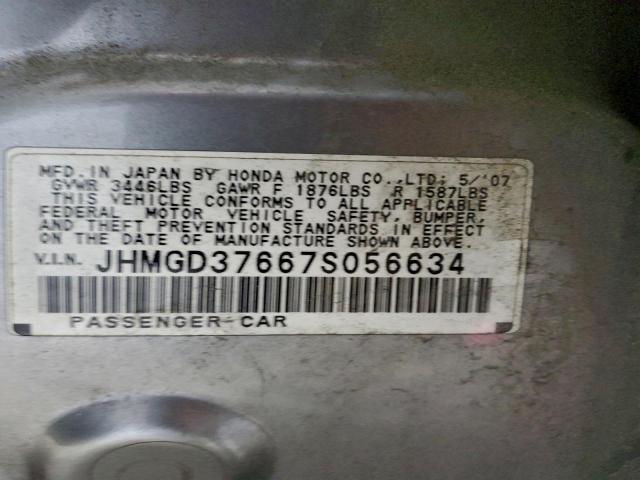 MFD. IN JAPAN BY HONDA MOTOR CO., LTD: 5/'07
GVWR 3446LBS GAWR F 1876LBS R 1587LBS
THIS VEHICLE CONFORMS TO ALL APPLICABLE
FEDERAL MOTOR VEHICLE SAFETY, BUMPER,
AND THEFT PREVENTION STANDARDS IN EFFECT
ON THE DATE OF MANUFACTURE SHOWN ABOVE.
V.I.N. JHMGD37667S056634
PASSENGER CAR